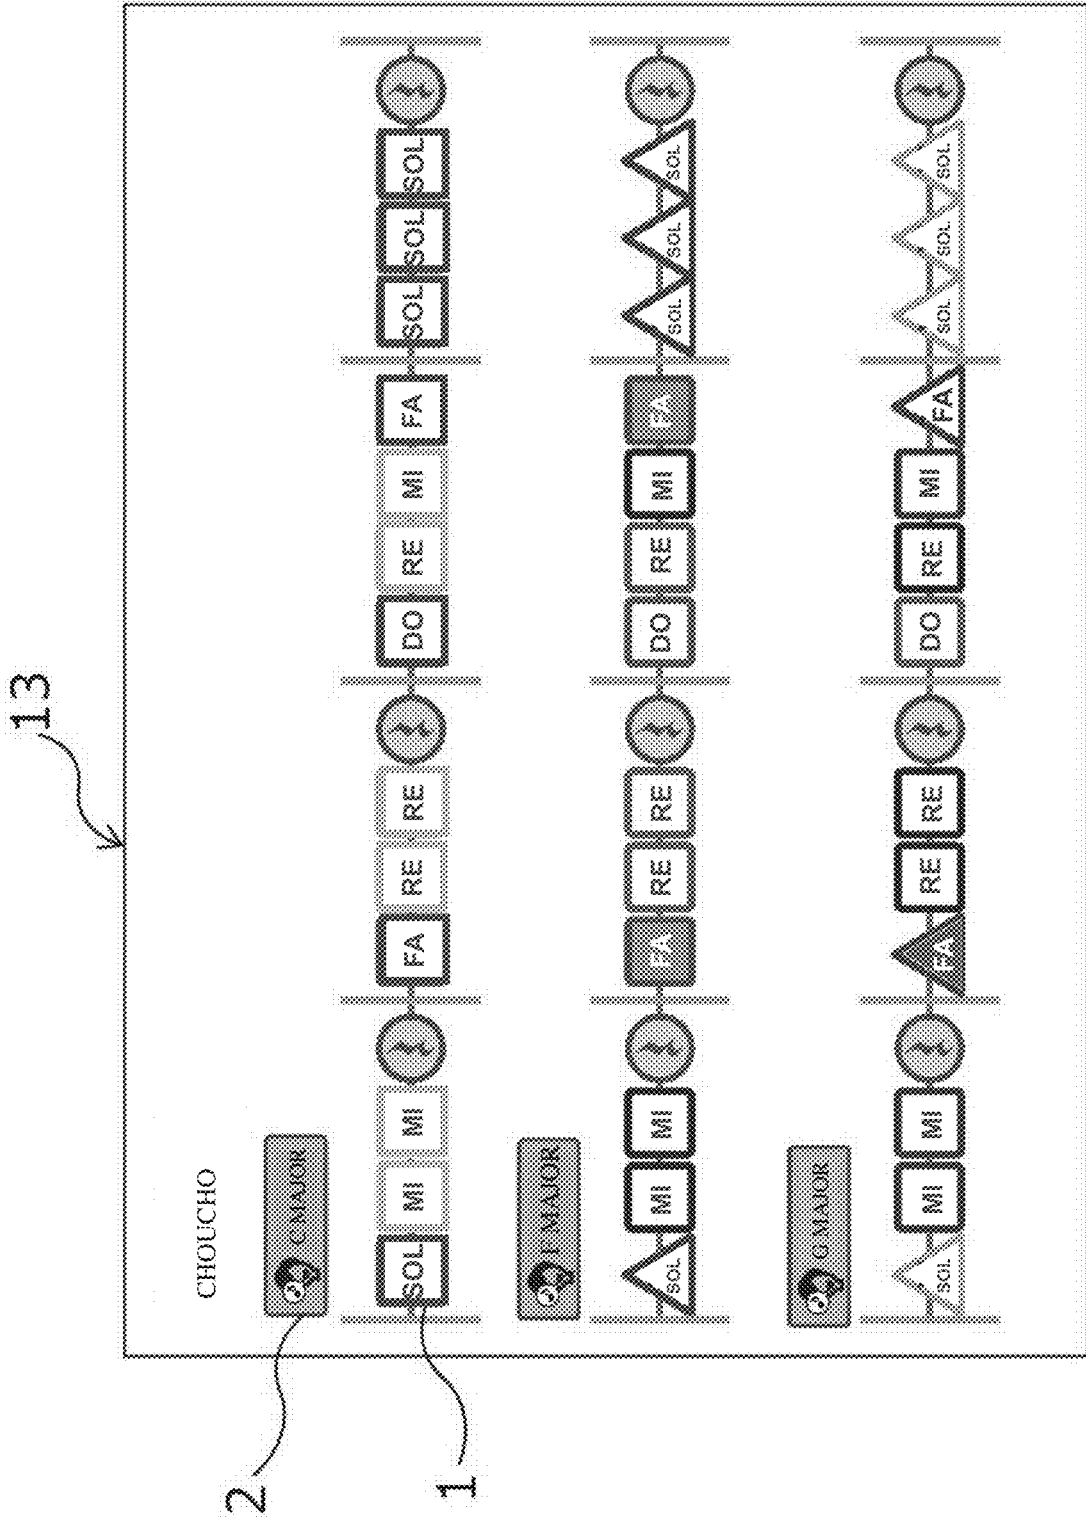 13
CHOUCHO
2
C MAJOR
SOL MI MI FA RE RE DO RE MI FA SOL SOL SOL
1
F MAJOR
SOL MI MI FA RE RE DO RE MI FA SOL SOL SOL
G MAJOR
SOL MI MI FA RE RE DO RE MI FA SOL SOL SOL